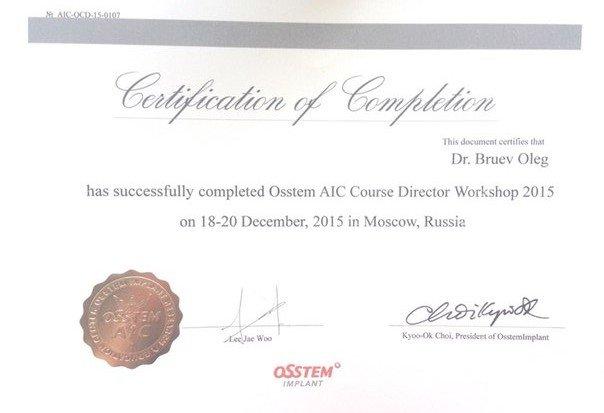 № AIC-OCD-15-0107
Certification of Completion
This document certifies that
Dr. Bruev Oleg
has successfully completed Osstem AIC Course Director Workshop 2015
on 18-20 December, 2015 in Moscow, Russia
OSSTEM
AIC
Lee Jae Woo
Kyoo-Ok Choi, President of OsstemImplant
OSSTEM
IMPLANT